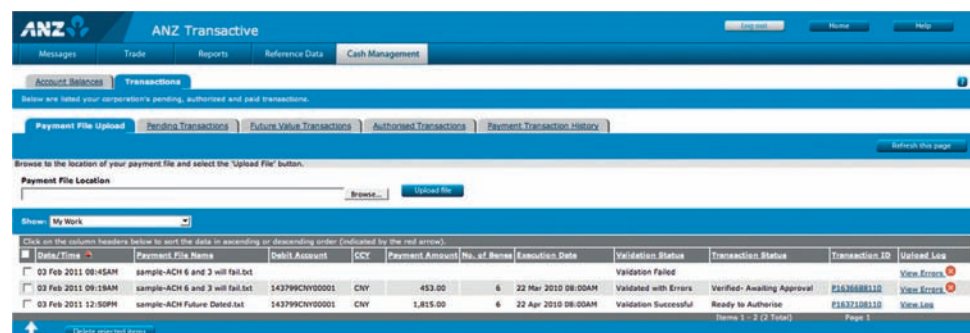 ANZ ANZ Transactive Log out Home Help
Messages Trade Reports Reference Data Cash Management
Account Balances Transactions ?
Below are listed your corporation's pending, authorized and paid transactions.
Payment File Upload Pending Transactions Future Value Transactions Authorised Transactions Payment Transaction History
Refresh this page
Browse to the location of your payment file and select the 'Upload File' button.
Payment File Location
Browse... Upload file
Show: My Work
Click on the column headers below to sort the data in ascending or descending order (indicated by the red arrow).
Date/Time Payment File Name Debit Account CCY Payment Amount No. of Benes Execution Date Validation Status Transaction Status Transaction ID Upload Log
03 Feb 2011 08:45AM sample-ACH 6 and 3 will fail.txt Validation Failed View Errors
03 Feb 2011 09:19AM sample-ACH 6 and 3 will fail.txt 143799CNY00001 CNY 453.00 6 22 Mar 2010 08:00AM Validated with Errors Verified- Awaiting Approval P1636688110 View Errors
03 Feb 2011 12:50PM sample-ACH Future Dated.txt 143799CNY00001 CNY 1,815.00 6 22 Apr 2010 08:00AM Validation Successful Ready to Authorise P1637108110 View Log
Items 1 - 2 (2 Total) Page 1
Delete rejected items